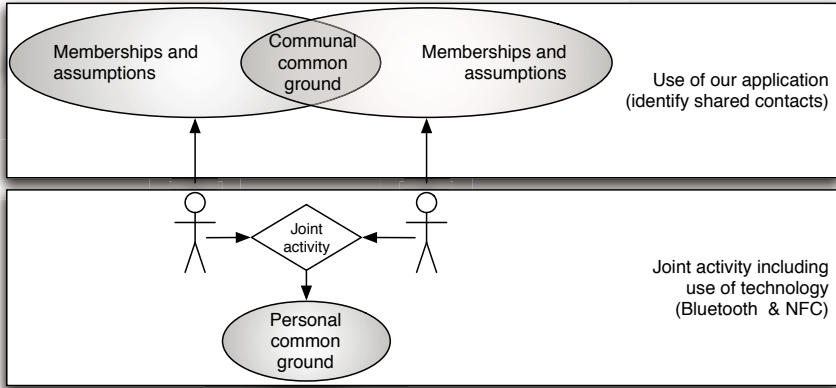 Memberships and
assumptions
Communal
common
ground
Memberships and
assumptions
Use of our application
(identify shared contacts)
Joint
activity
Joint activity including
use of technology
(Bluetooth & NFC)
Personal
common
ground